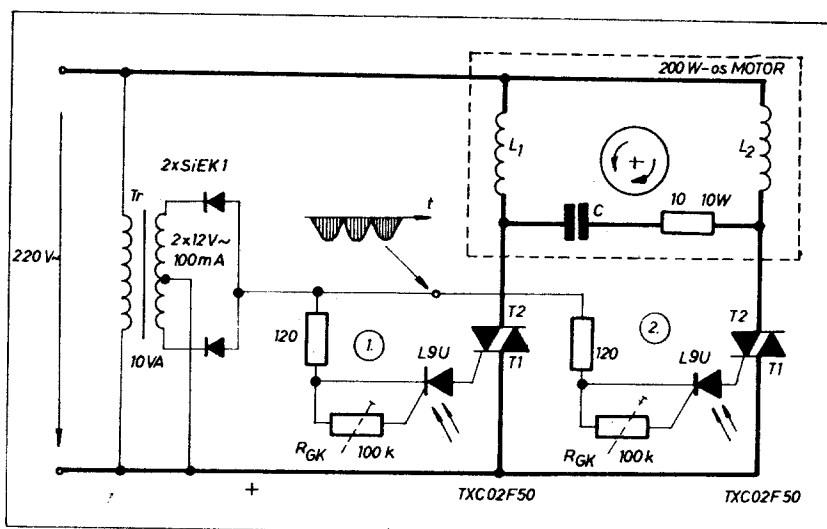 200 W-os MOTOR
2xSiEK1
Tr
2x12V~
100mA
220 V~
10VA
t
L1
L2
C
10 10W
120
1.
L9U
T2
T1
RGK
100k
120
2.
L9U
T2
T1
RGK
100k
+
TXC02F50
TXC02F50